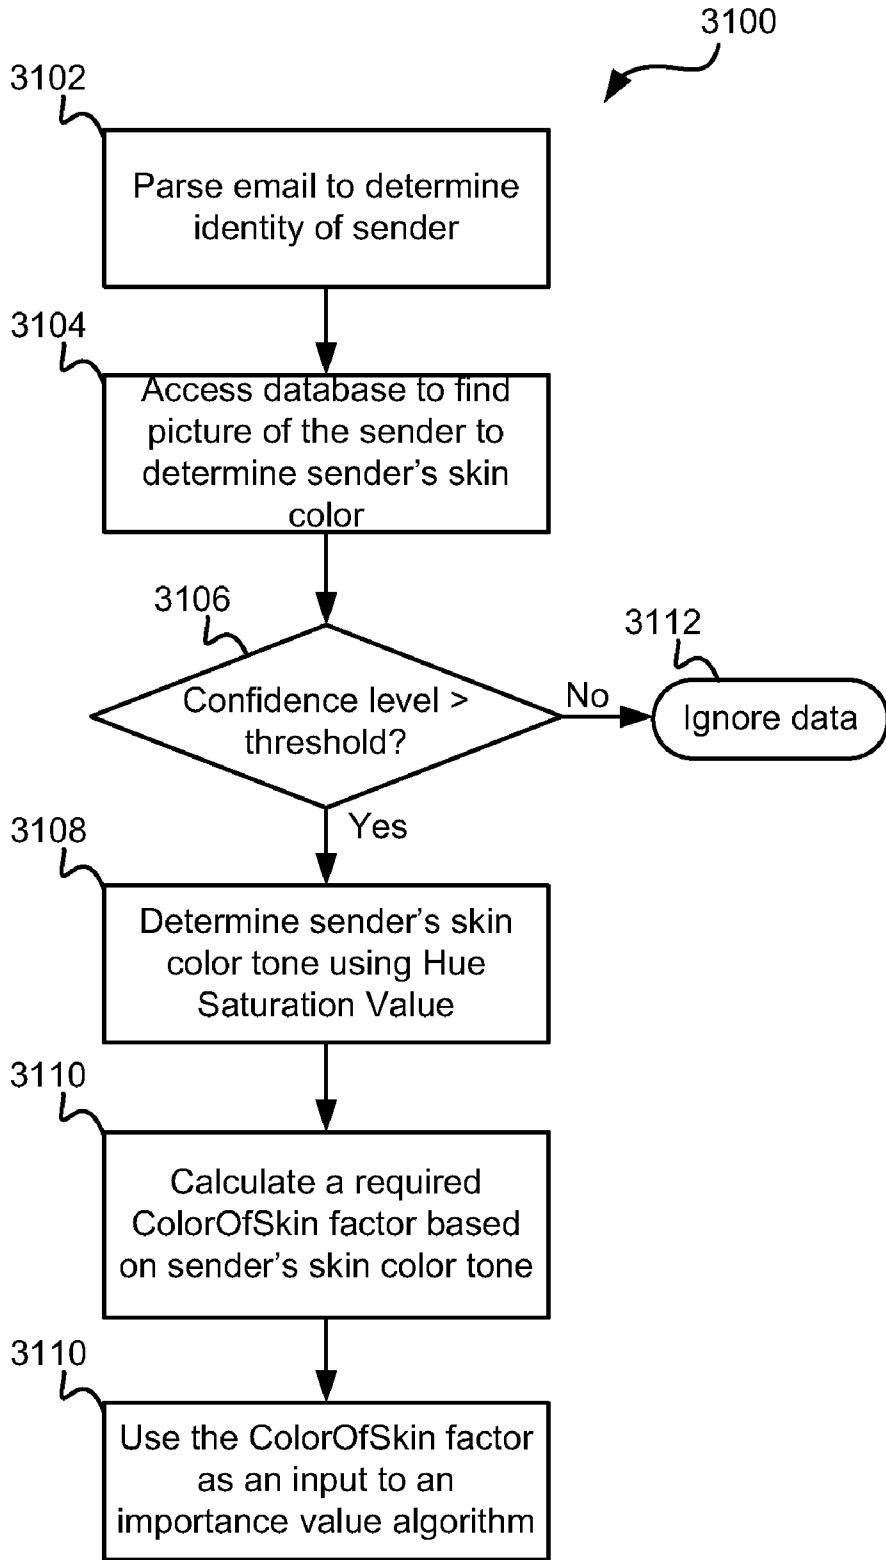 3100
3102
Parse email to determine
identity of sender
3104
Access database to find
picture of the sender to
determine sender's skin
color
3106
Confidence level >
threshold?
No
3112
Ignore data
Yes
3108
Determine sender's skin
color tone using Hue
Saturation Value
3110
Calculate a required
ColorOfSkin factor based
on sender's skin color tone
3110
Use the ColorOfSkin factor
as an input to an
importance value algorithm